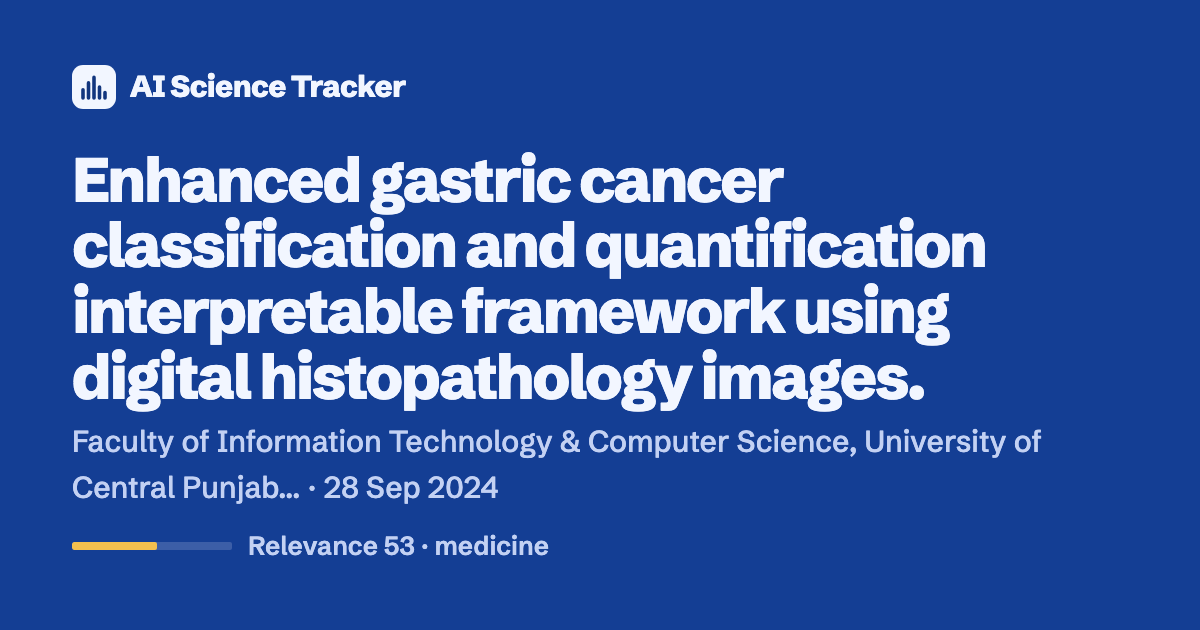 AI Science Tracker
Enhanced gastric cancer
classification and quantification
interpretable framework using
digital histopathology images.
Faculty of Information Technology & Computer Science, University of
Central Punjab... · 28 Sep 2024
Relevance 53 · medicine